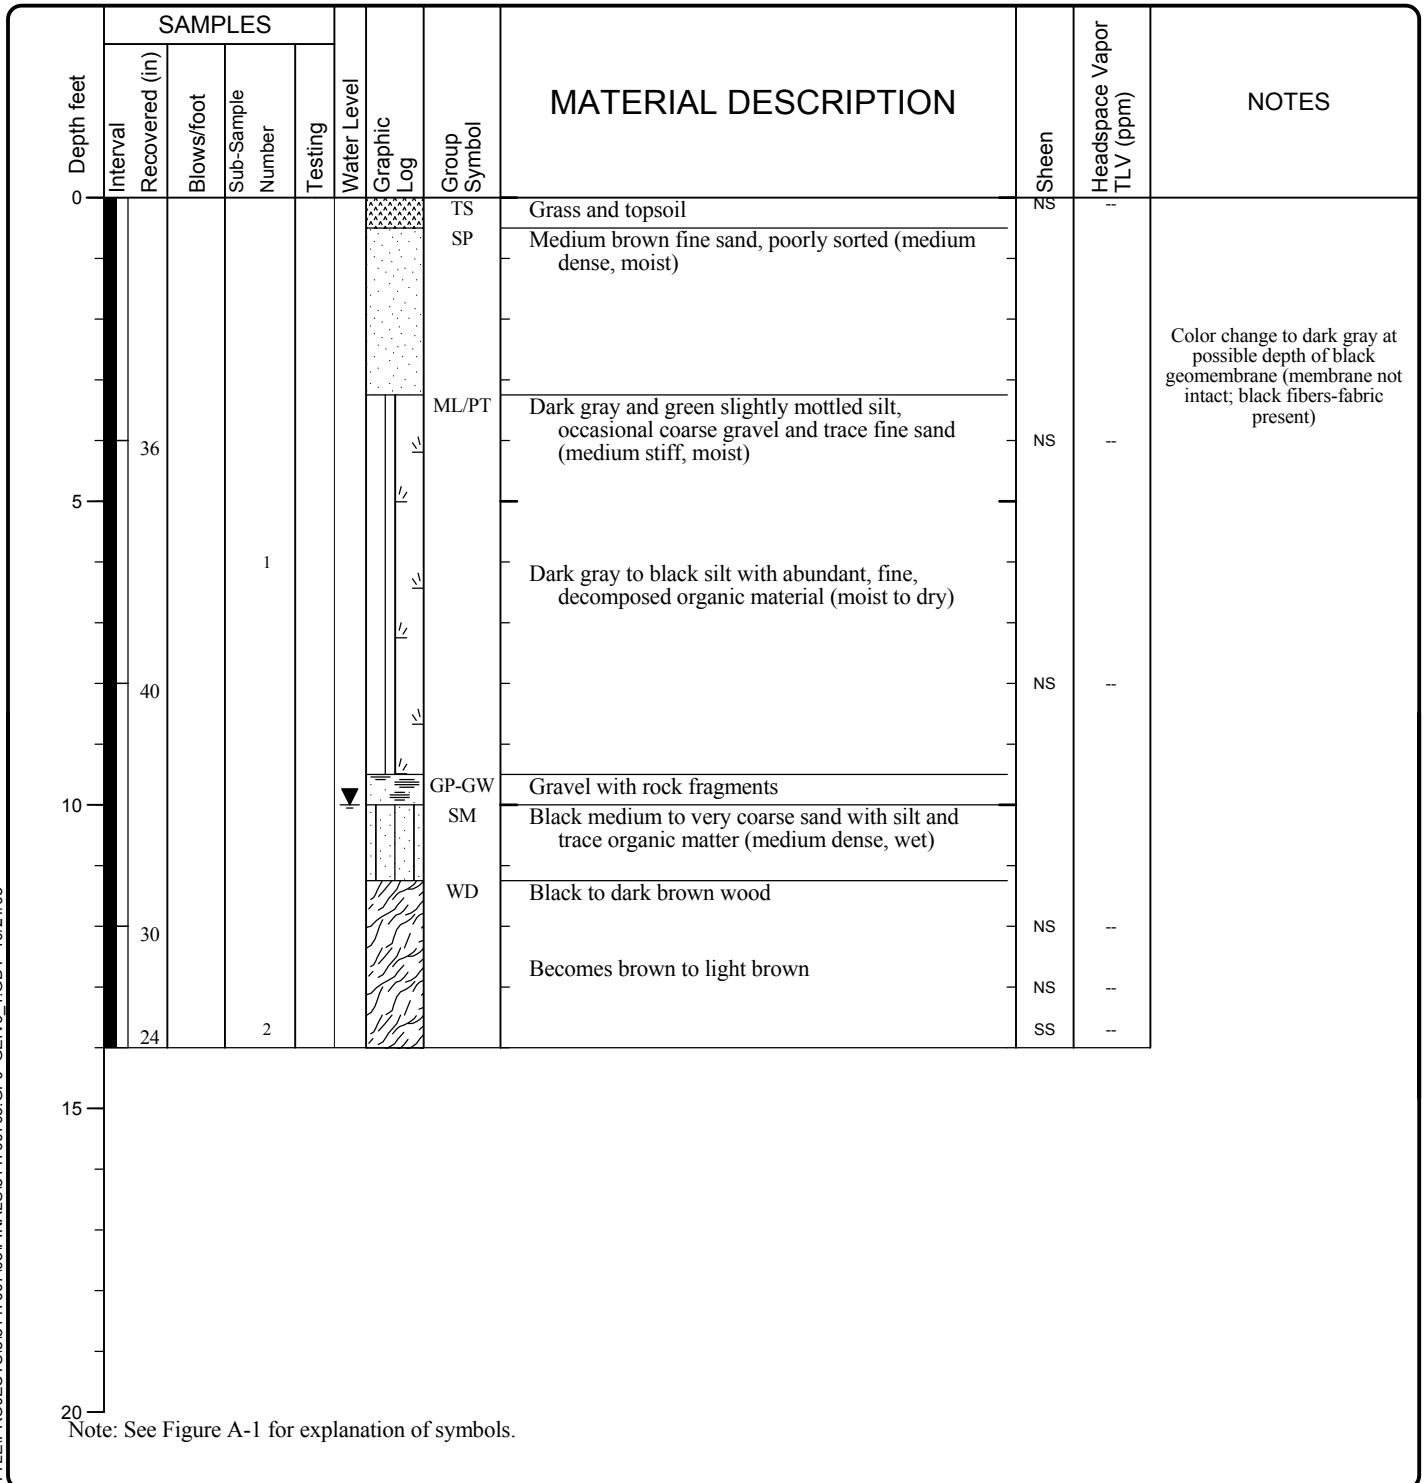 SAMPLES
Depth feet
Interval
Recovered (in)
Blows/foot
Sub-Sample
Number
Testing
Water Level
Graphic
Log
Group
Symbol
MATERIAL DESCRIPTION
Sheen
Headspace Vapor
TLV (ppm)
NOTES
0
TS
Grass and topsoil
NS
--
SP
Medium brown fine sand, poorly sorted (medium
dense, moist)
Color change to dark gray at
possible depth of black
geomembrane (membrane not
intact; black fibers-fabric
present)
ML/PT
Dark gray and green slightly mottled silt,
occasional coarse gravel and trace fine sand
(medium stiff, moist)
36
NS
--
5
1
Dark gray to black silt with abundant, fine,
decomposed organic material (moist to dry)
40
NS
--
GP-GW
Gravel with rock fragments
10
SM
Black medium to very coarse sand with silt and
trace organic matter (medium dense, wet)
WD
Black to dark brown wood
30
NS
--
Becomes brown to light brown
NS
--
24
2
SS
--
15
20
Note: See Figure A-1 for explanation of symbols.